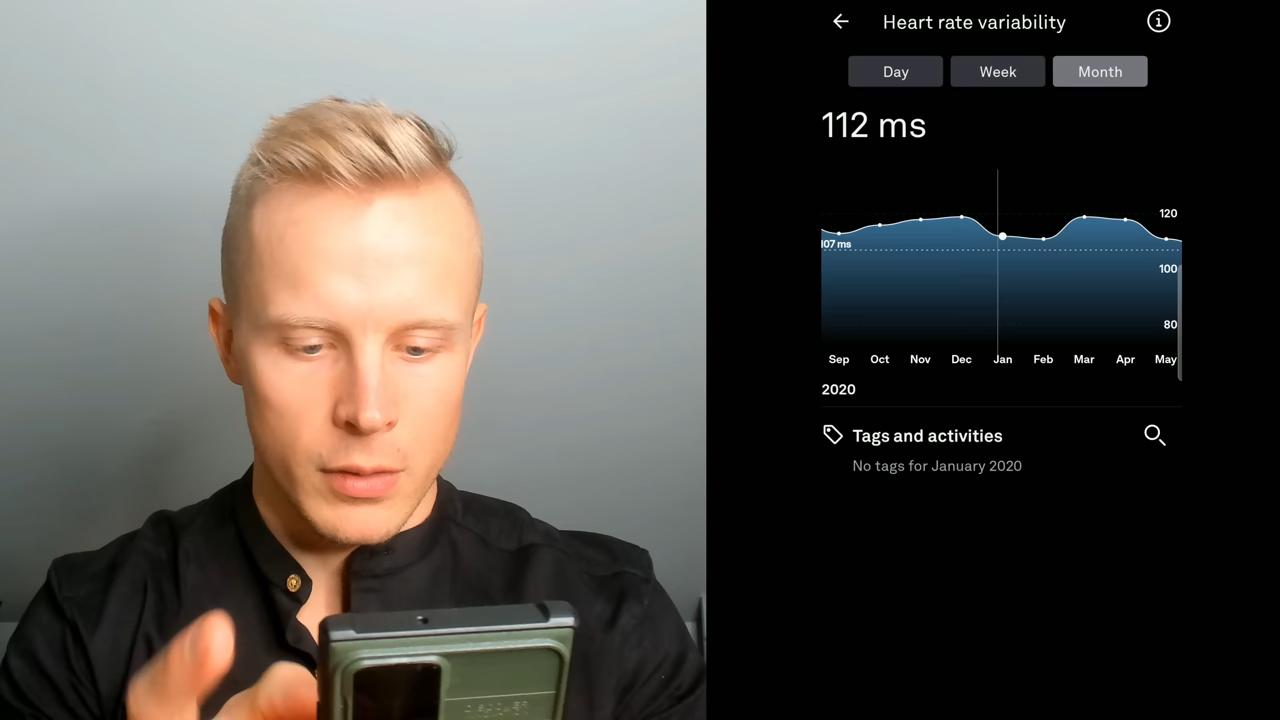 Heart rate variability
Day Week Month
112 ms
120
107 ms
100
80
Sep Oct Nov Dec Jan Feb Mar Apr May
2020
Tags and activities
No tags for January 2020